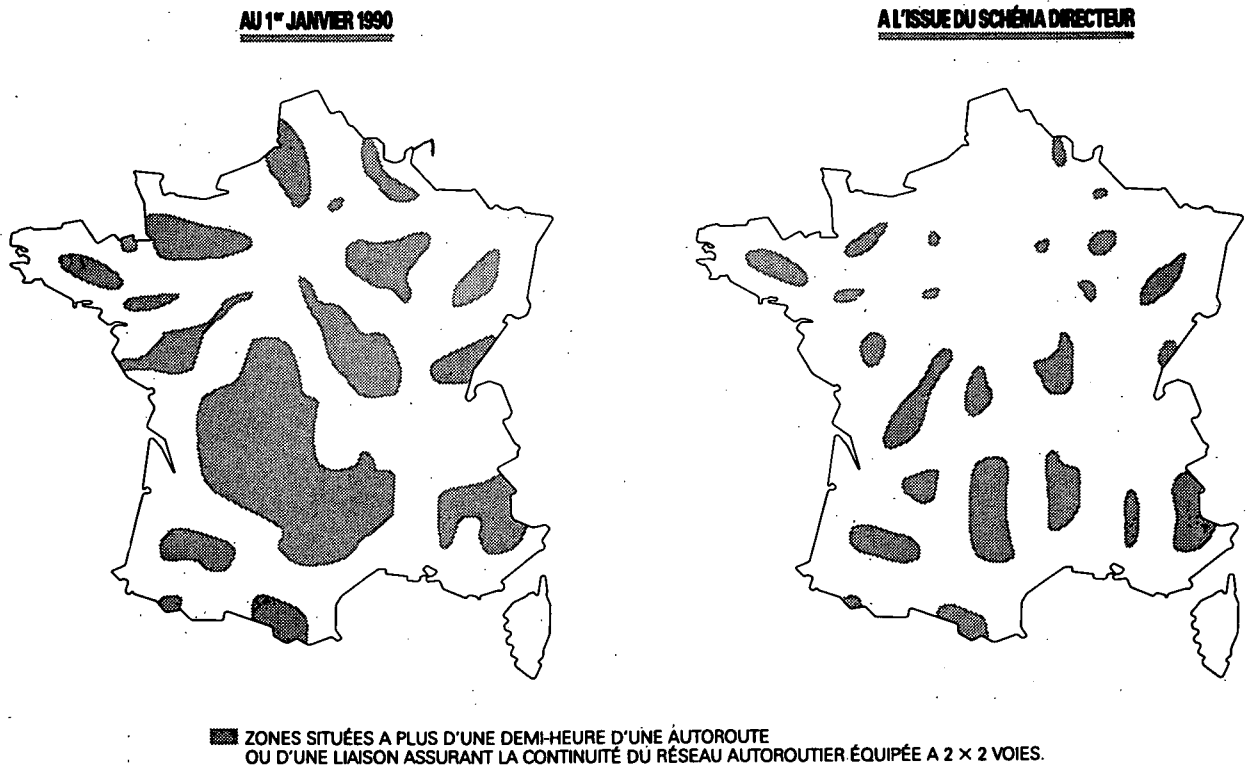 AU 1er JANVIER 1990
A L'ISSUE DU SCHÉMA DIRECTEUR
ZONES SITUÉES A PLUS D'UNE DEMI-HEURE D'UNE AUTOROUTE
OU D'UNE LIAISON ASSURANT LA CONTINUITÉ DU RÉSEAU AUTOROUTIER ÉQUIPÉE A 2 × 2 VOIES.